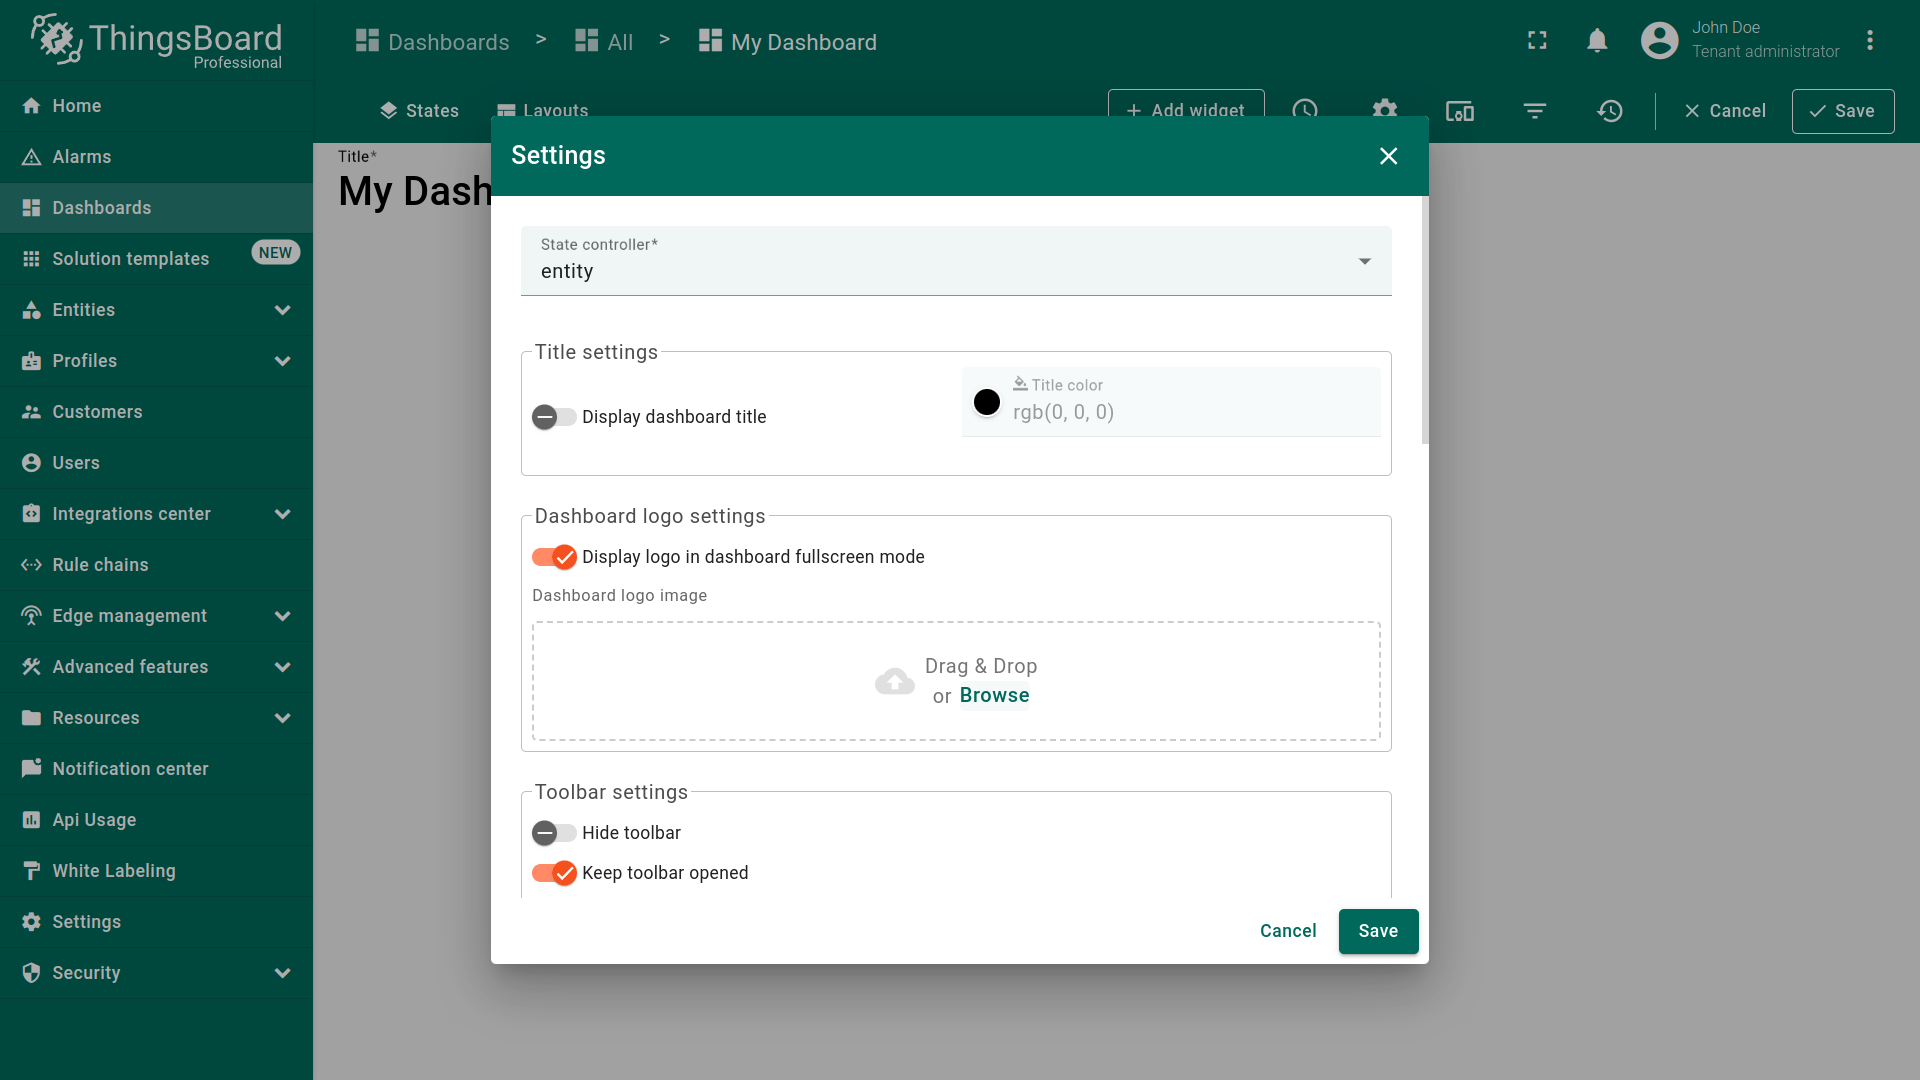 ThingsBoard
Professional
Home
Alarms
Dashboards
Solution templates NEW
Entities
Profiles
Customers
Users
Integrations center
Rule chains
Edge management
Advanced features
Resources
Notification center
Api Usage
White Labeling
Settings
Security
Dashboards > All > My Dashboard
John Doe
Tenant administrator
States Layouts + Add widget Cancel Save
Title*
My Dash
Settings
State controller*
entity
Title settings
Display dashboard title
Title color
rgb(0, 0, 0)
Dashboard logo settings
Display logo in dashboard fullscreen mode
Dashboard logo image
Drag & Drop
or Browse
Toolbar settings
Hide toolbar
Keep toolbar opened
Cancel Save